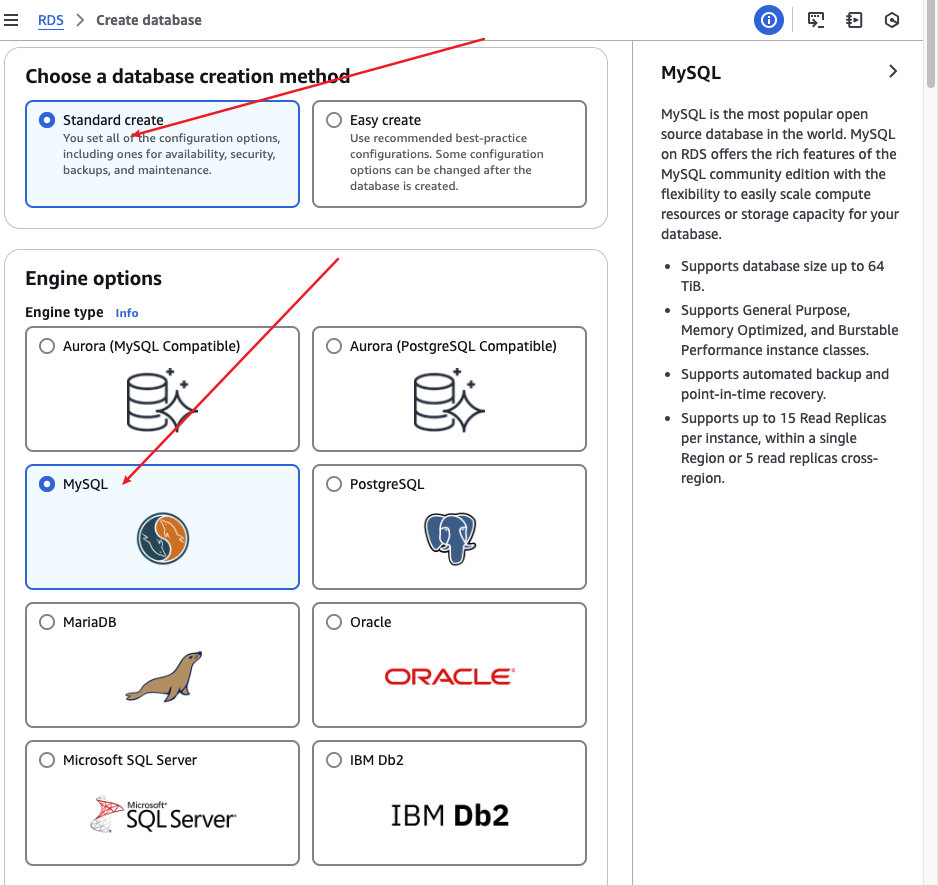 RDS > Create database
Choose a database creation method
Standard create
You set all of the configuration options,
including ones for availability, security,
backups, and maintenance.
Easy create
Use recommended best-practice
configurations. Some configuration
options can be changed after the
database is created.
Engine options
Engine type Info
Aurora (MySQL Compatible)
Aurora (PostgreSQL Compatible)
MySQL
PostgreSQL
MariaDB
Oracle
ORACLE
Microsoft SQL Server
Microsoft®
SQL Server
IBM Db2
IBM Db2
MySQL
MySQL is the most popular open
source database in the world. MySQL
on RDS offers the rich features of the
MySQL community edition with the
flexibility to easily scale compute
resources or storage capacity for your
database.
• Supports database size up to 64
TiB.
• Supports General Purpose,
Memory Optimized, and Burstable
Performance instance classes.
• Supports automated backup and
point-in-time recovery.
• Supports up to 15 Read Replicas
per instance, within a single
Region or 5 read replicas cross-
region.